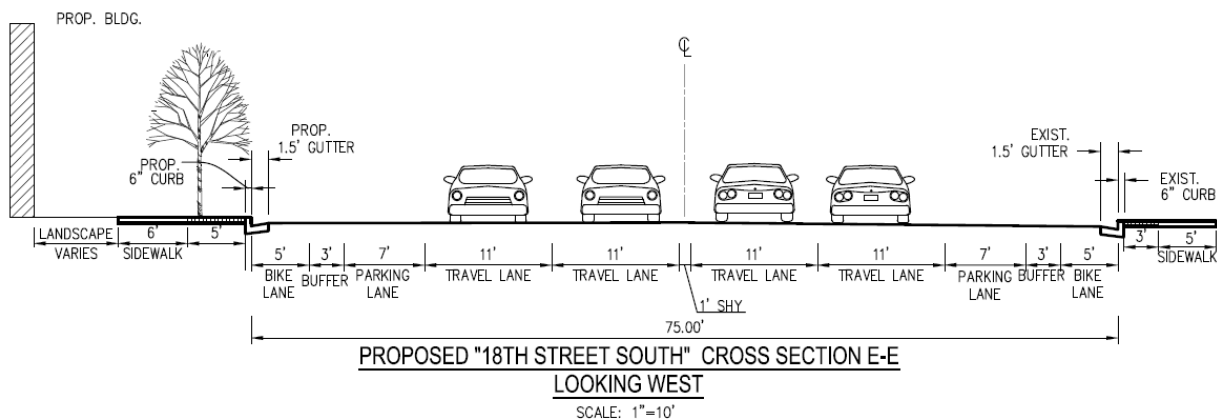 PROP. BLDG.
℄
PROP.
1.5' GUTTER
PROP.
6" CURB
EXIST.
1.5' GUTTER
EXIST.
6" CURB
LANDSCAPE
VARIES
6'
SIDEWALK
5'
5'
BIKE
LANE
3'
BUFFER
7'
PARKING
LANE
11'
TRAVEL LANE
11'
TRAVEL LANE
11'
TRAVEL LANE
11'
TRAVEL LANE
7'
PARKING
LANE
3'
BUFFER
5'
BIKE
LANE
3'
5'
SIDEWALK
1' SHY
75.00'
PROPOSED "18TH STREET SOUTH" CROSS SECTION E-E
LOOKING WEST
SCALE: 1"=10'